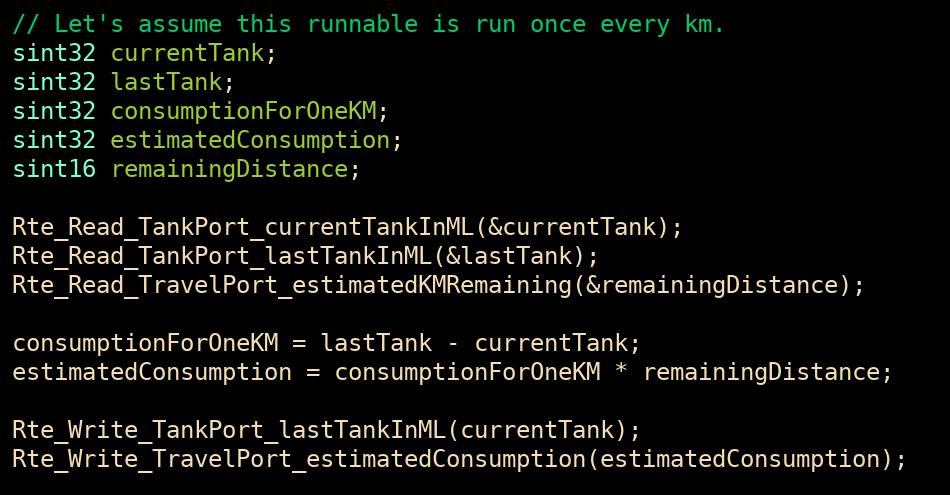 // Let's assume this runnable is run once every km.
sint32 currentTank;
sint32 lastTank;
sint32 consumptionForOneKM;
sint32 estimatedConsumption;
sint16 remainingDistance;
Rte_Read_TankPort_currentTankInML(&currentTank);
Rte_Read_TankPort_lastTankInML(&lastTank);
Rte_Read_TravelPort_estimatedKMRemaining(&remainingDistance);
consumptionForOneKM = lastTank - currentTank;
estimatedConsumption = consumptionForOneKM * remainingDistance;
Rte_Write_TankPort_lastTankInML(currentTank);
Rte_Write_TravelPort_estimatedConsumption(estimatedConsumption);